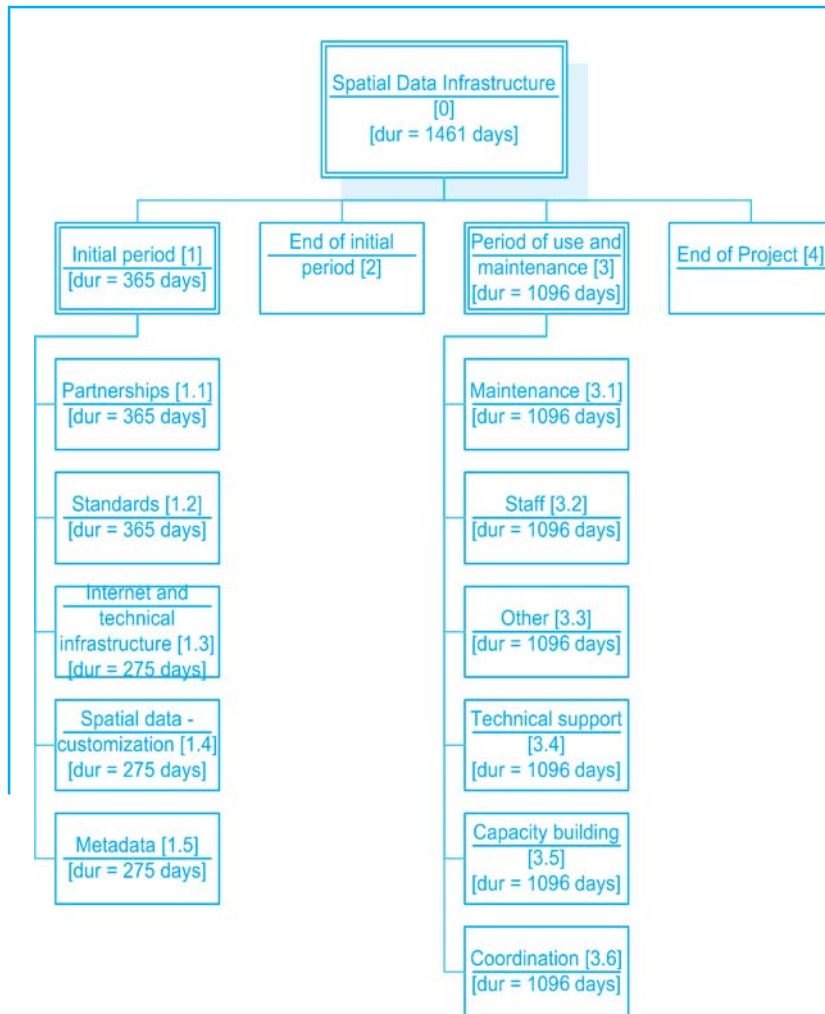 Spatial Data Infrastructure
[0]
[dur = 1461 days]
Initial period [1]
[dur = 365 days]
End of initial
period [2]
Period of use and
maintenance [3]
[dur = 1096 days]
End of Project [4]
Partnerships [1.1]
[dur = 365 days]
Standards [1.2]
[dur = 365 days]
Internet and
technical
infrastructure [1.3]
[dur = 275 days]
Spatial data -
customization [1.4]
[dur = 275 days]
Metadata [1.5]
[dur = 275 days]
Maintenance [3.1]
[dur = 1096 days]
Staff [3.2]
[dur = 1096 days]
Other [3.3]
[dur = 1096 days]
Technical support
[3.4]
[dur = 1096 days]
Capacity building
[3.5]
[dur = 1096 days]
Coordination [3.6]
[dur = 1096 days]